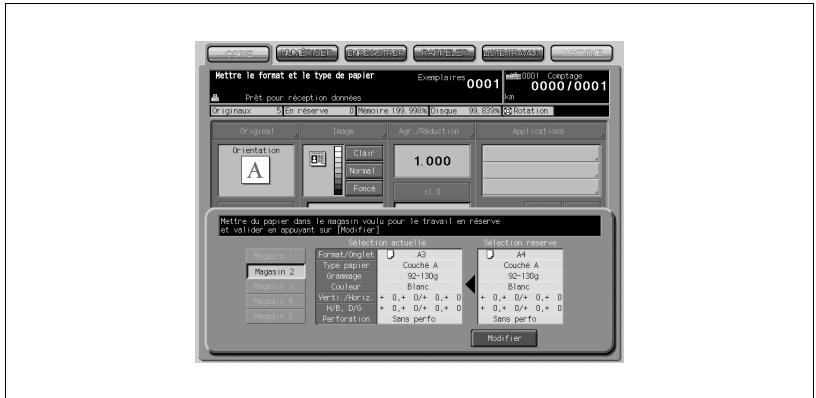 COPIE NUMÉRISER ENREGISTRER RAPPELER LISTE TRAVAUX MACHINE
Mettre le format et le type de papier Exemplaires 0001 0001 Comptage 0000/0001
Prêt pour réception données km
Originaux 5 En réserve 0 Mémoire 199.998% Disque 99.839% Rotation
Original Image Agr./Réduction Applications
Orientation
A
Clair
Normal
Foncé
1.000
x1.0
Mettre du papier dans le magasin voulu pour le travail en réserve
et valider en appuyant sur [Modifier]
Sélection actuelle Sélection réserve
Magasin 1 Format/Onglet A3 A4
Magasin 2 Type papier Couché A Couché A
Grammage 92-130g 92-130g
Magasin 3 Couleur Blanc Blanc
Magasin 4 Verti./Horiz. + 0,+ 0/+ 0,+ 0 + 0,+ 0/+ 0,+ 0
H/B, D/G + 0,+ 0/+ 0,+ 0 + 0,+ 0/+ 0,+ 0
Magasin 5 Perforation Sans perfo Sans perfo
Modifier